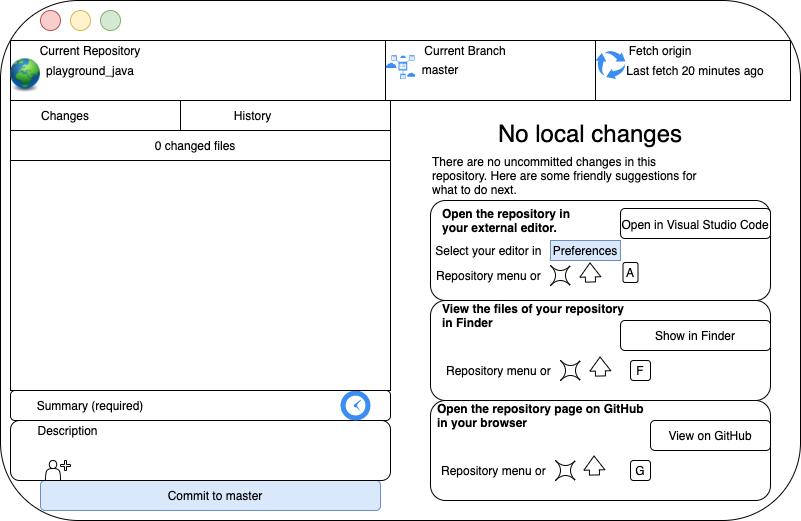 Current Repository
playground_java
Current Branch
master
Fetch origin
Last fetch 20 minutes ago
Changes
History
0 changed files
Summary (required)
Description
Commit to master
No local changes
There are no uncommitted changes in this
repository. Here are some friendly suggestions for
what to do next.
Open the repository in
your external editor.
Open in Visual Studio Code
Select your editor in Preferences
Repository menu or A
View the files of your repository
in Finder
Show in Finder
Repository menu or F
Open the repository page on GitHub
in your browser
View on GitHub
Repository menu or G